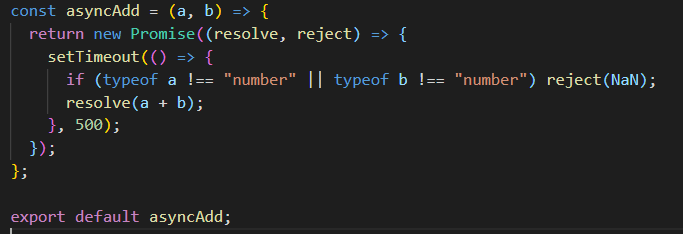 const asyncAdd = (a, b) => {
  return new Promise((resolve, reject) => {
    setTimeout(() => {
      if (typeof a !== "number" || typeof b !== "number") reject(NaN);
      resolve(a + b);
    }, 500);
  });
};

export default asyncAdd;